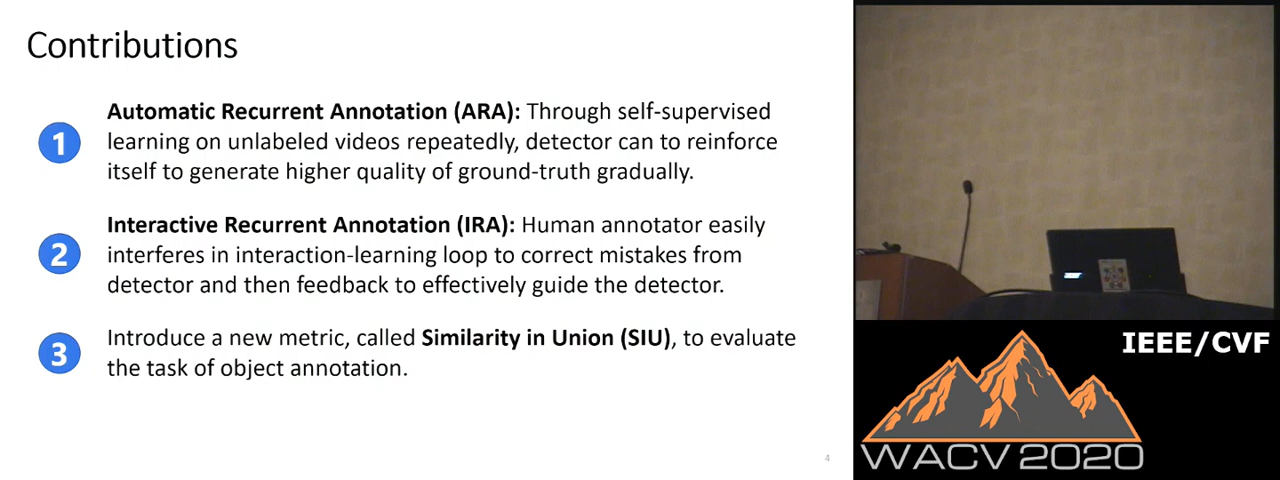 Contributions
1
Automatic Recurrent Annotation (ARA): Through self-supervised
learning on unlabeled videos repeatedly, detector can to reinforce
itself to generate higher quality of ground-truth gradually.
2
Interactive Recurrent Annotation (IRA): Human annotator easily
interferes in interaction-learning loop to correct mistakes from
detector and then feedback to effectively guide the detector.
3
Introduce a new metric, called Similarity in Union (SIU), to evaluate
the task of object annotation.
4
IEEE/CVF
WACV 2020